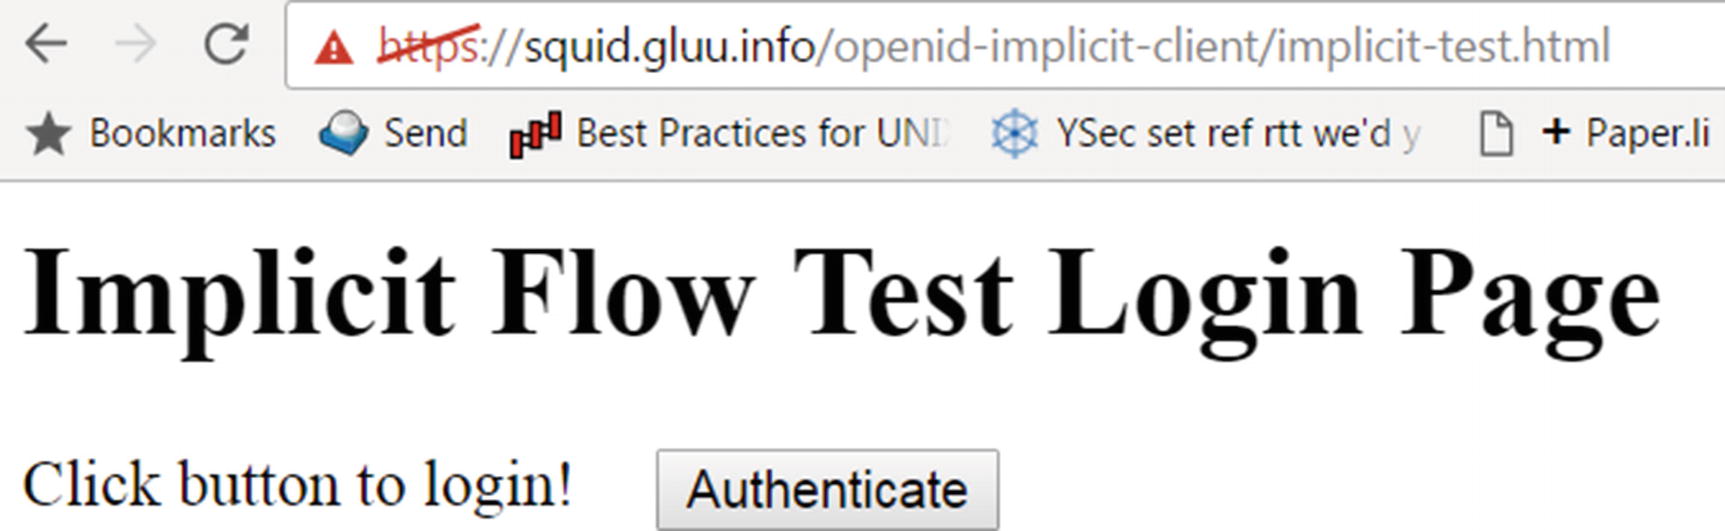 https://squid.gluu.info/openid-implicit-client/implicit-test.html
Bookmarks Send Best Practices for UNI YSec set ref rtt we'd y + Paper.li
Implicit Flow Test Login Page
Click button to login! Authenticate